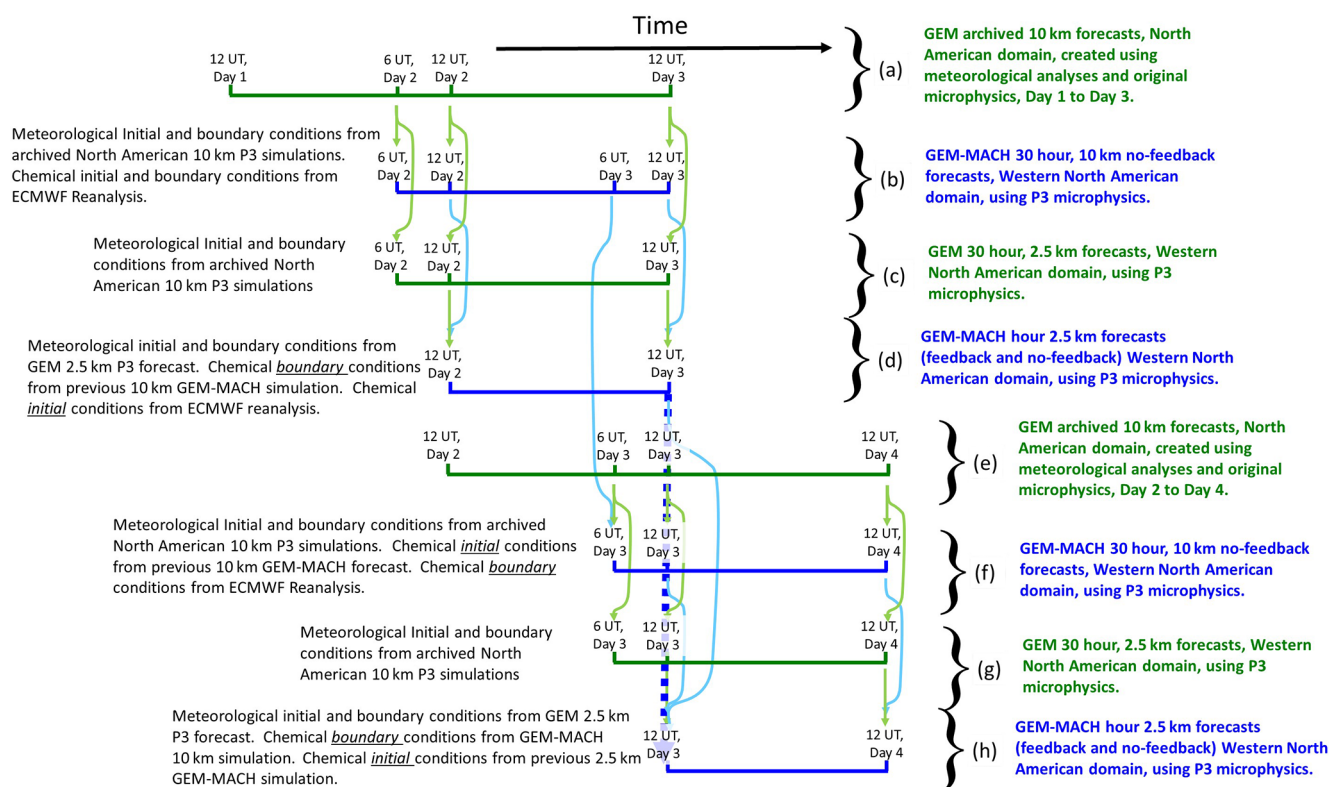 Time
12 UT,
Day 1
6 UT,
Day 2
12 UT,
Day 2
12 UT,
Day 3
(a)
GEM archived 10 km forecasts, North
American domain, created using
meteorological analyses and original
microphysics, Day 1 to Day 3.
Meteorological Initial and boundary conditions from
archived North American 10 km P3 simulations.
Chemical initial and boundary conditions from
ECMWF Reanalysis.
6 UT,
Day 2
12 UT,
Day 2
6 UT,
Day 3
12 UT,
Day 3
(b)
GEM-MACH 30 hour, 10 km no-feedback
forecasts, Western North American
domain, using P3 microphysics.
Meteorological Initial and boundary
conditions from archived North
American 10 km P3 simulations
6 UT,
Day 2
12 UT,
Day 2
12 UT,
Day 3
(c)
GEM 30 hour, 2.5 km forecasts, Western
North American domain, using P3
microphysics.
Meteorological initial and boundary conditions from
GEM 2.5 km P3 forecast. Chemical boundary conditions
from previous 10 km GEM-MACH simulation. Chemical
initial conditions from ECMWF reanalysis.
12 UT,
Day 2
12 UT,
Day 3
(d)
GEM-MACH hour 2.5 km forecasts
(feedback and no-feedback) Western North
American domain, using P3 microphysics.
12 UT,
Day 2
6 UT,
Day 3
12 UT,
Day 3
12 UT,
Day 4
(e)
GEM archived 10 km forecasts, North
American domain, created using
meteorological analyses and original
microphysics, Day 2 to Day 4.
Meteorological Initial and boundary conditions from archived
North American 10 km P3 simulations. Chemical initial conditions
from previous 10 km GEM-MACH forecast. Chemical boundary
conditions from ECMWF Reanalysis.
6 UT,
Day 3
12 UT,
Day 3
12 UT,
Day 4
(f)
GEM-MACH 30 hour, 10 km no-feedback
forecasts, Western North American
domain, using P3 microphysics.
Meteorological Initial and boundary
conditions from archived North
American 10 km P3 simulations
6 UT,
Day 3
12 UT,
Day 3
12 UT,
Day 4
(g)
GEM 30 hour, 2.5 km forecasts, Western
North American domain, using P3
microphysics.
Meteorological initial and boundary conditions from GEM 2.5 km
P3 forecast. Chemical boundary conditions from GEM-MACH
10 km simulation. Chemical initial conditions from previous 2.5 km
GEM-MACH simulation.
12 UT,
Day 3
12 UT,
Day 4
(h)
GEM-MACH hour 2.5 km forecasts
(feedback and no-feedback) Western North
American domain, using P3 microphysics.